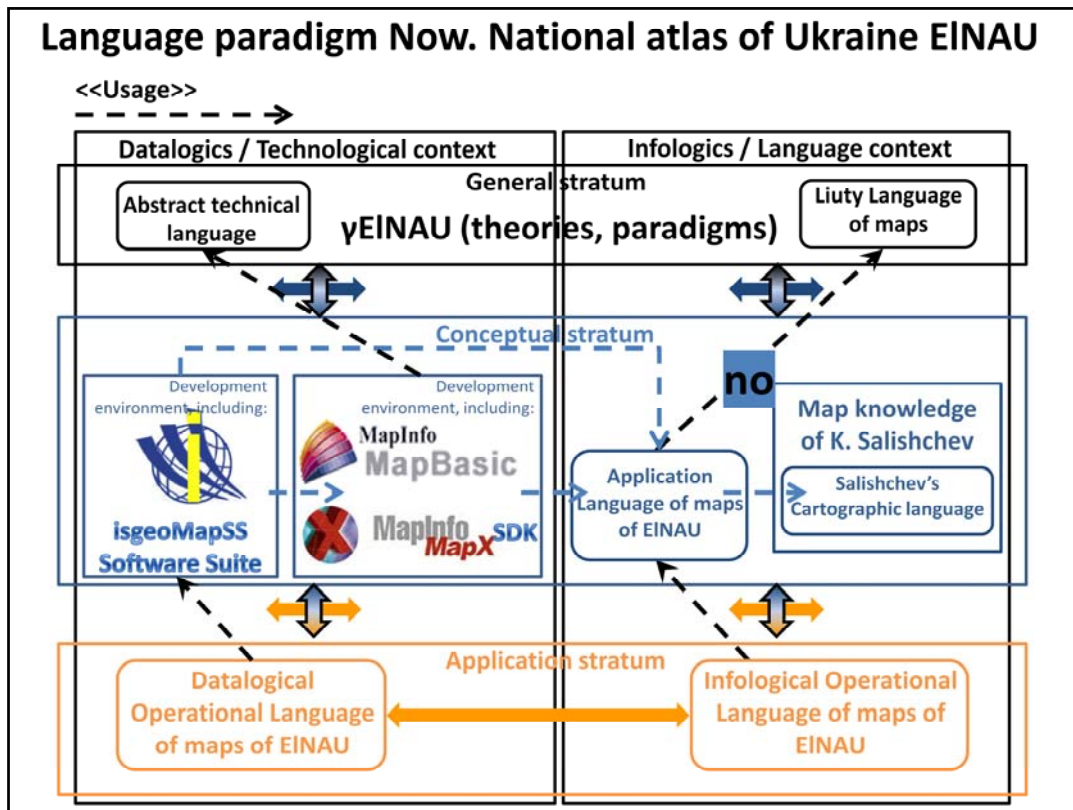 Language paradigm Now. National atlas of Ukraine ElNAU
<<Usage>>
Datalogics / Technological context
Infologics / Language context
General stratum
Abstract technical
language
γElNAU (theories, paradigms)
Liuty Language
of maps
Conceptual stratum
Development
environment, including:
isgeoMapSS
Software Suite
Development
environment, including:
MapInfo
MapBasic
MapInfo
MapX SDK
no
Application
Language of maps
of ElNAU
Map knowledge
of K. Salishchev
Salishchev's
Cartographic language
Application stratum
Datalogical
Operational Language
of maps of ElNAU
Infological Operational
Language of maps of
ElNAU